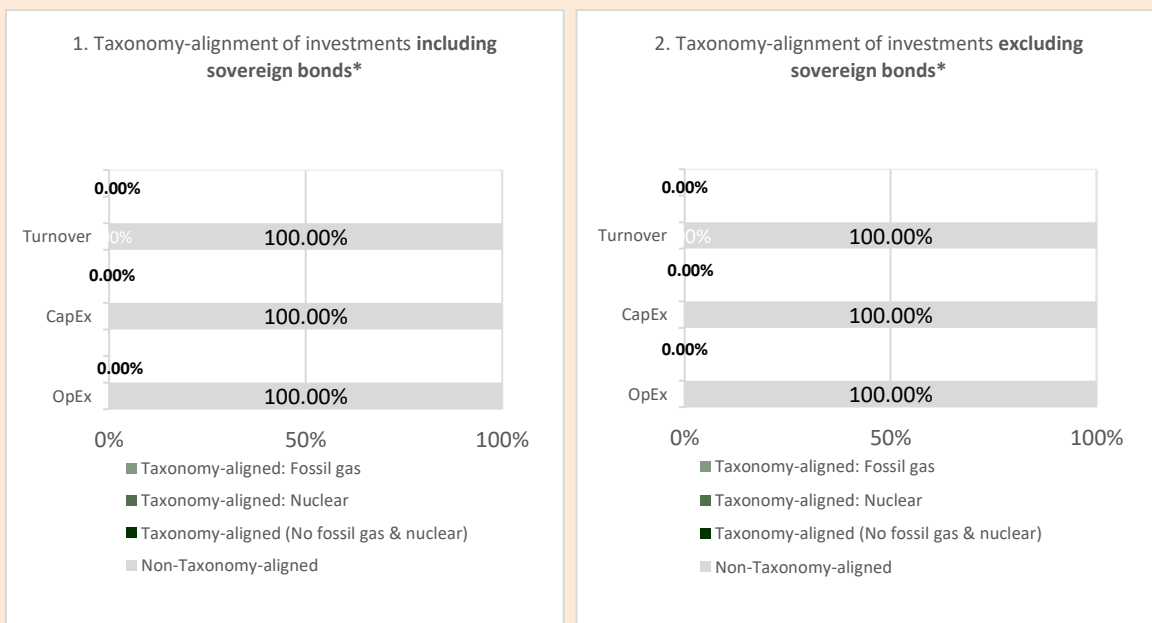 1. Taxonomy-alignment of investments including
sovereign bonds*
0.00%
Turnover 100.00%
0.00%
CapEx 100.00%
0.00%
OpEx 100.00%
0% 50% 100%
Taxonomy-aligned: Fossil gas
Taxonomy-aligned: Nuclear
Taxonomy-aligned (No fossil gas & nuclear)
Non-Taxonomy-aligned
2. Taxonomy-alignment of investments excluding
sovereign bonds*
0.00%
Turnover 100.00%
0.00%
CapEx 100.00%
0.00%
OpEx 100.00%
0% 50% 100%
Taxonomy-aligned: Fossil gas
Taxonomy-aligned: Nuclear
Taxonomy-aligned (No fossil gas & nuclear)
Non-Taxonomy-aligned